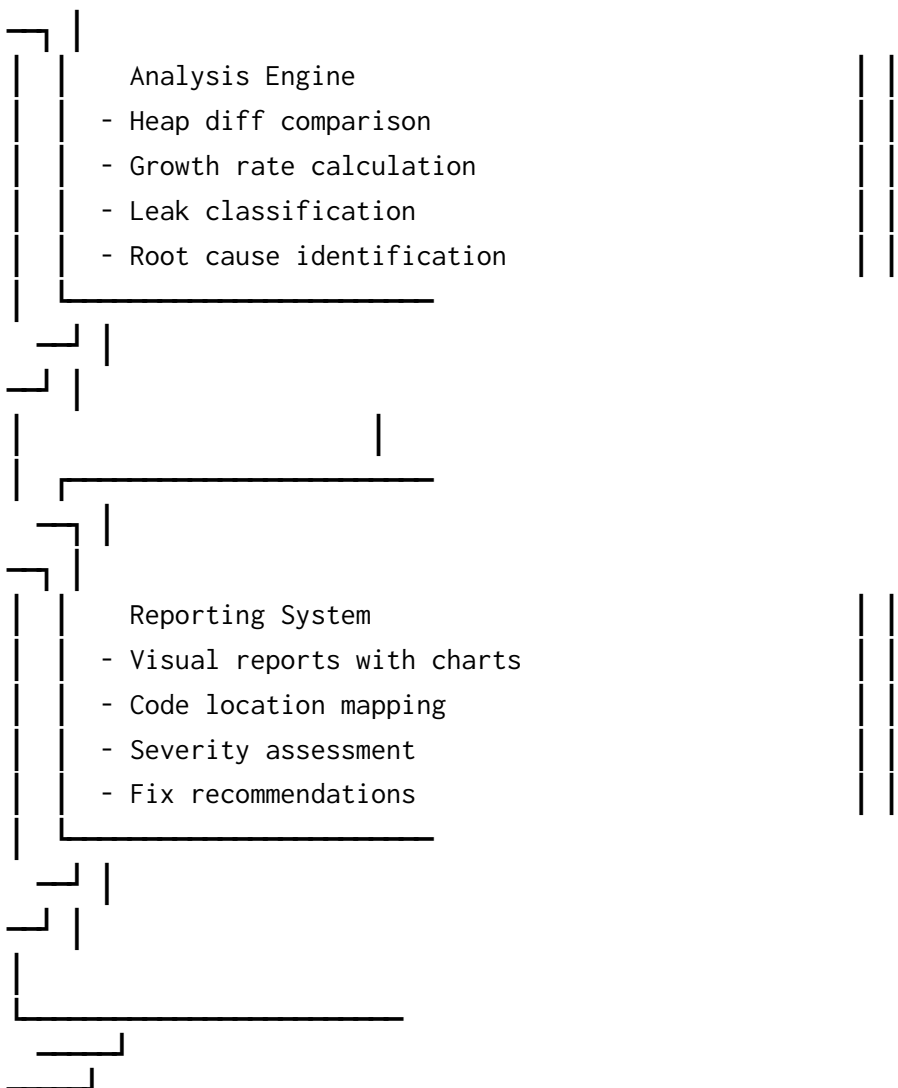 Analysis Engine
- Heap diff comparison
- Growth rate calculation
- Leak classification
- Root cause identification
Reporting System
- Visual reports with charts
- Code location mapping
- Severity assessment
- Fix recommendations